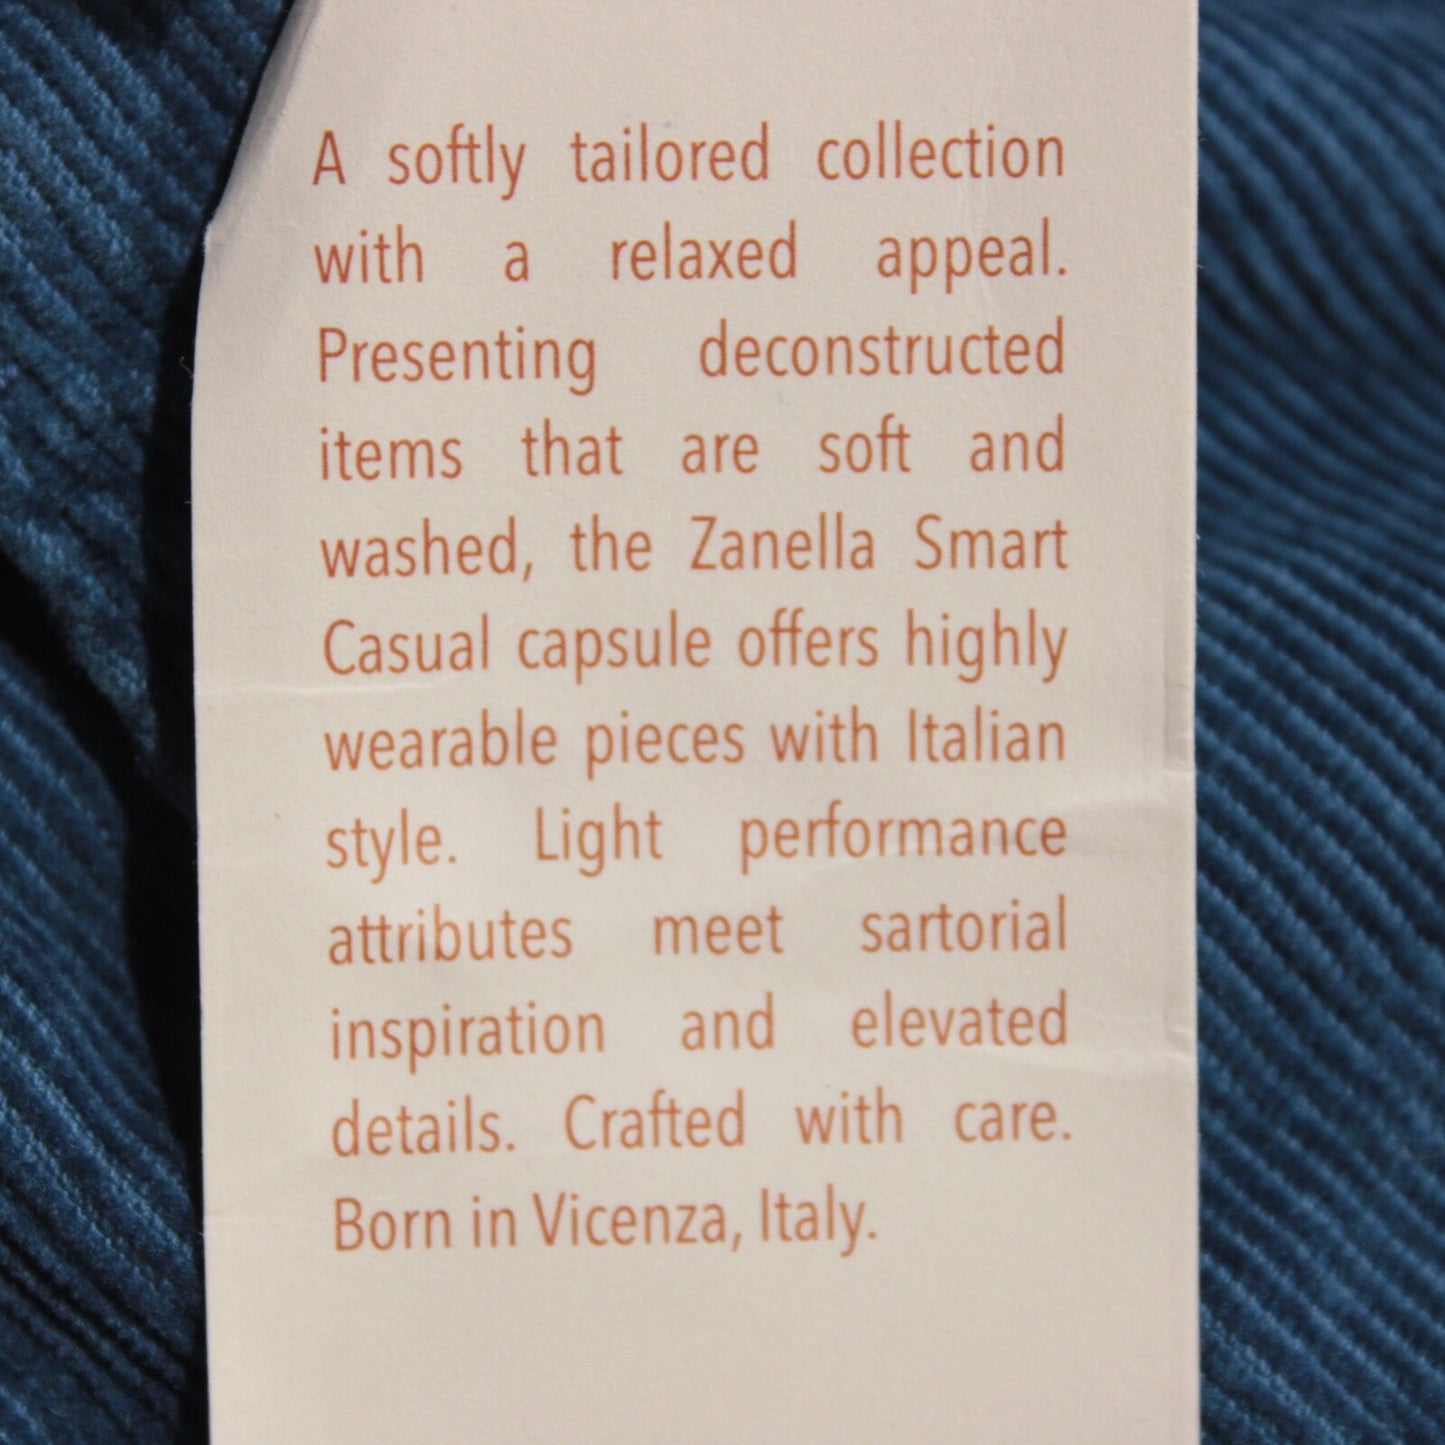 A softly tailored collection
with a relaxed appeal.
Presenting deconstructed
items that are soft and
washed, the Zanella Smart
Casual capsule offers highly
wearable pieces with Italian
style. Light performance
attributes meet sartorial
inspiration and elevated
details. Crafted with care.
Born in Vicenza, Italy.